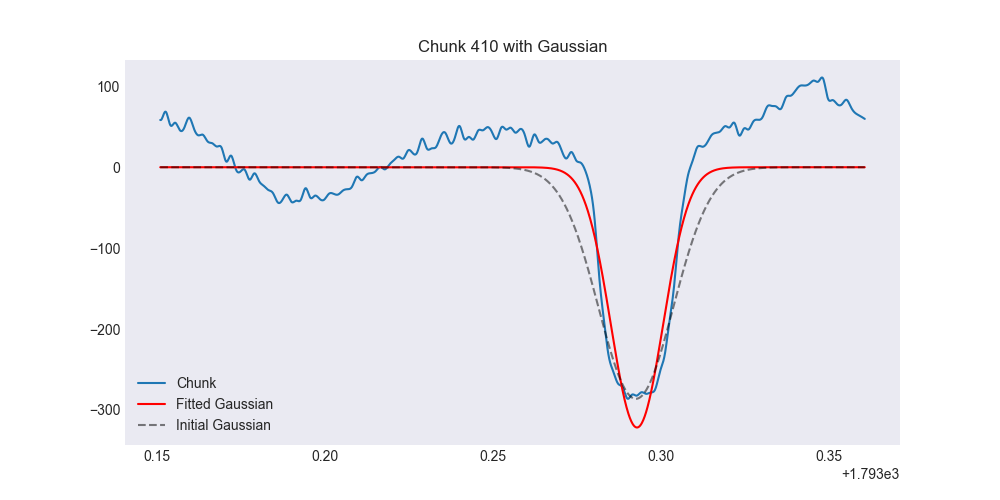 Chunk 410 with Gaussian
100
0
−100
−200
−300
Chunk
Fitted Gaussian
Initial Gaussian
0.15 0.20 0.25 0.30 0.35
+1.793e3